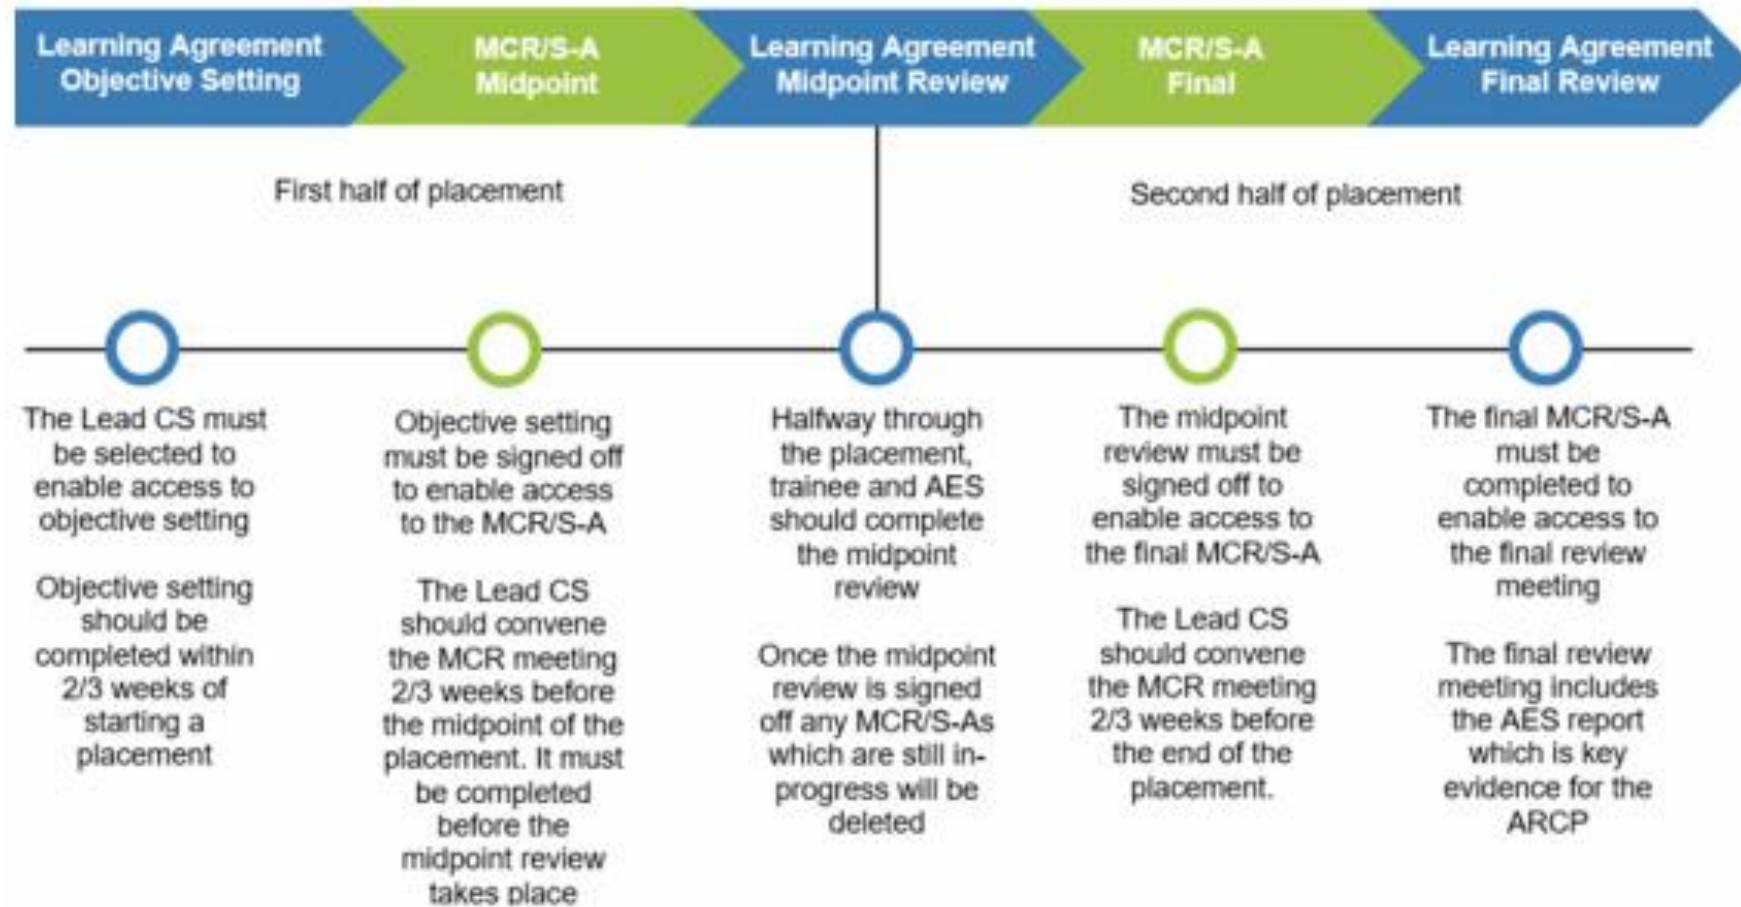 Learning Agreement
Objective Setting
MCR/S-A
Midpoint
Learning Agreement
Midpoint Review
MCR/S-A
Final
Learning Agreement
Final Review
First half of placement
Second half of placement
The Lead CS must
be selected to
enable access to
objective setting
Objective setting
should be
completed within
2/3 weeks of
starting a
placement
Objective setting
must be signed off
to enable access
to the MCR/S-A
The Lead CS
should convene
the MCR meeting
2/3 weeks before
the midpoint of the
placement. It must
be completed
before the
midpoint review
takes place
Halfway through
the placement,
trainee and AES
should complete
the midpoint
review
Once the midpoint
review is signed
off any MCR/S-As
which are still in-
progress will be
deleted
The midpoint
review must be
signed off to
enable access to
the final MCR/S-A
The Lead CS
should convene
the MCR meeting
2/3 weeks before
the end of the
placement.
The final MCR/S-A
must be
completed to
enable access to
the final review
meeting
The final review
meeting includes
the AES report
which is key
evidence for the
ARCP